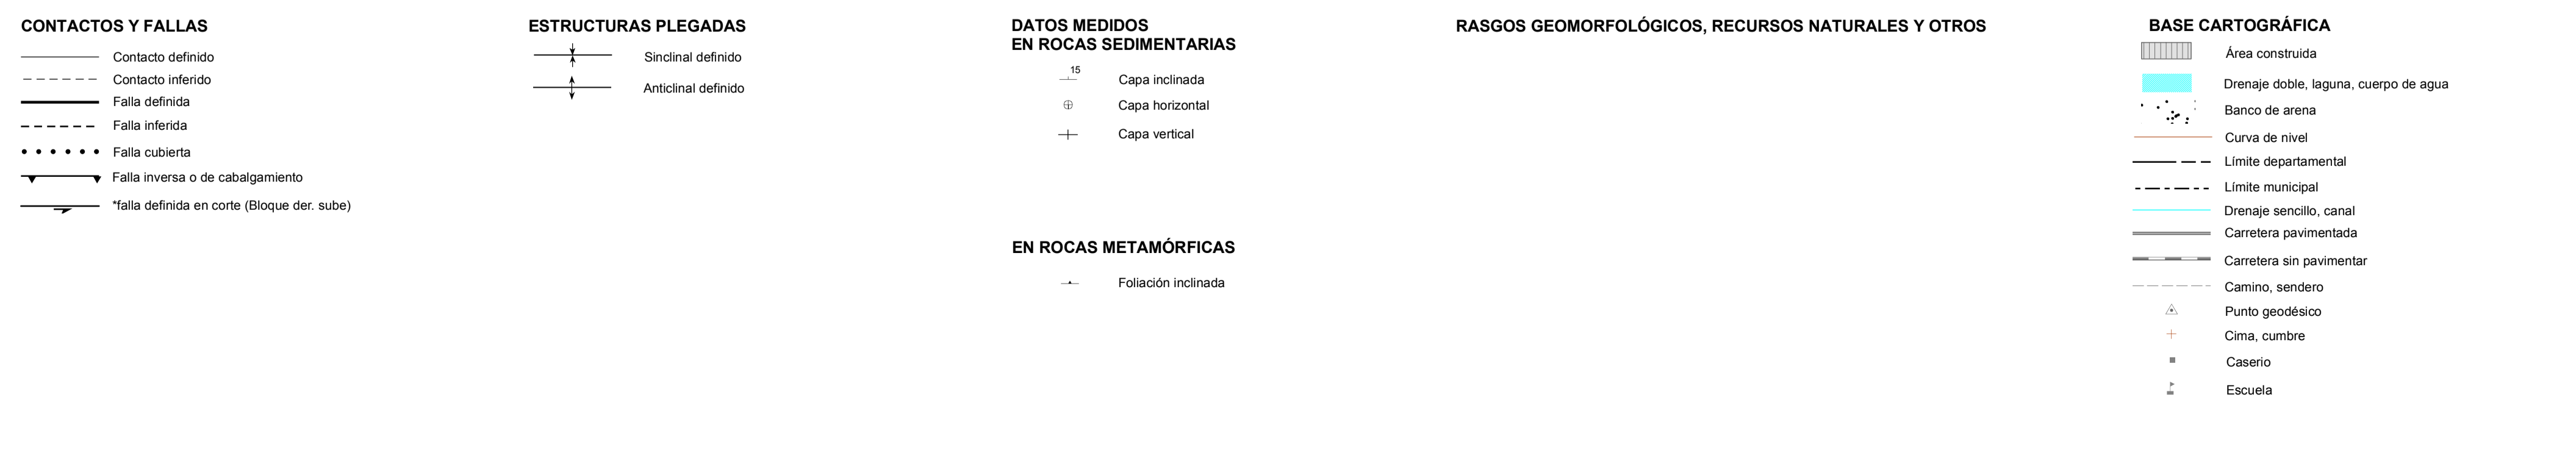 CONTACTOS Y FALLAS
Contacto definido
Contacto inferido
Falla definida
Falla inferida
Falla cubierta
Falla inversa o de cabalgamiento
*falla definida en corte (Bloque der. sube)
ESTRUCTURAS PLEGADAS
Sinclinal definido
Anticlinal definido
DATOS MEDIDOS
EN ROCAS SEDIMENTARIAS
15
Capa inclinada
Capa horizontal
Capa vertical
EN ROCAS METAMÓRFICAS
Foliación inclinada
RASGOS GEOMORFOLÓGICOS, RECURSOS NATURALES Y OTROS
BASE CARTOGRÁFICA
Área construida
Drenaje doble, laguna, cuerpo de agua
Banco de arena
Curva de nivel
Límite departamental
Límite municipal
Drenaje sencillo, canal
Carretera pavimentada
Carretera sin pavimentar
Camino, sendero
Punto geodésico
Cima, cumbre
Caserio
Escuela